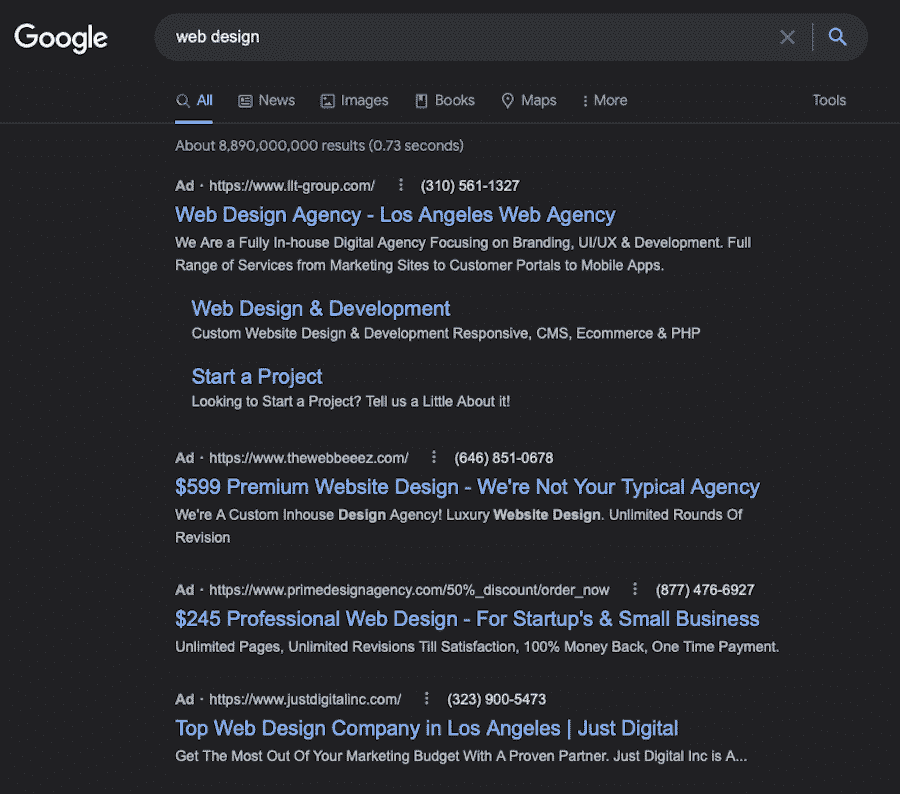 Google
web design
All News Images Books Maps More Tools
About 8,890,000,000 results (0.73 seconds)
Ad · https://www.llt-group.com/ (310) 561-1327
Web Design Agency - Los Angeles Web Agency
We Are a Fully In-house Digital Agency Focusing on Branding, UI/UX & Development. Full
Range of Services from Marketing Sites to Customer Portals to Mobile Apps.
Web Design & Development
Custom Website Design & Development Responsive, CMS, Ecommerce & PHP
Start a Project
Looking to Start a Project? Tell us a Little About it!
Ad · https://www.thewebbeeez.com/ (646) 851-0678
$599 Premium Website Design - We're Not Your Typical Agency
We're A Custom Inhouse Design Agency! Luxury Website Design. Unlimited Rounds Of
Revision
Ad · https://www.primedesignagency.com/50%_discount/order_now (877) 476-6927
$245 Professional Web Design - For Startup's & Small Business
Unlimited Pages, Unlimited Revisions Till Satisfaction, 100% Money Back, One Time Payment.
Ad · https://www.justdigitalinc.com/ (323) 900-5473
Top Web Design Company in Los Angeles | Just Digital
Get The Most Out Of Your Marketing Budget With A Proven Partner. Just Digital Inc is A...